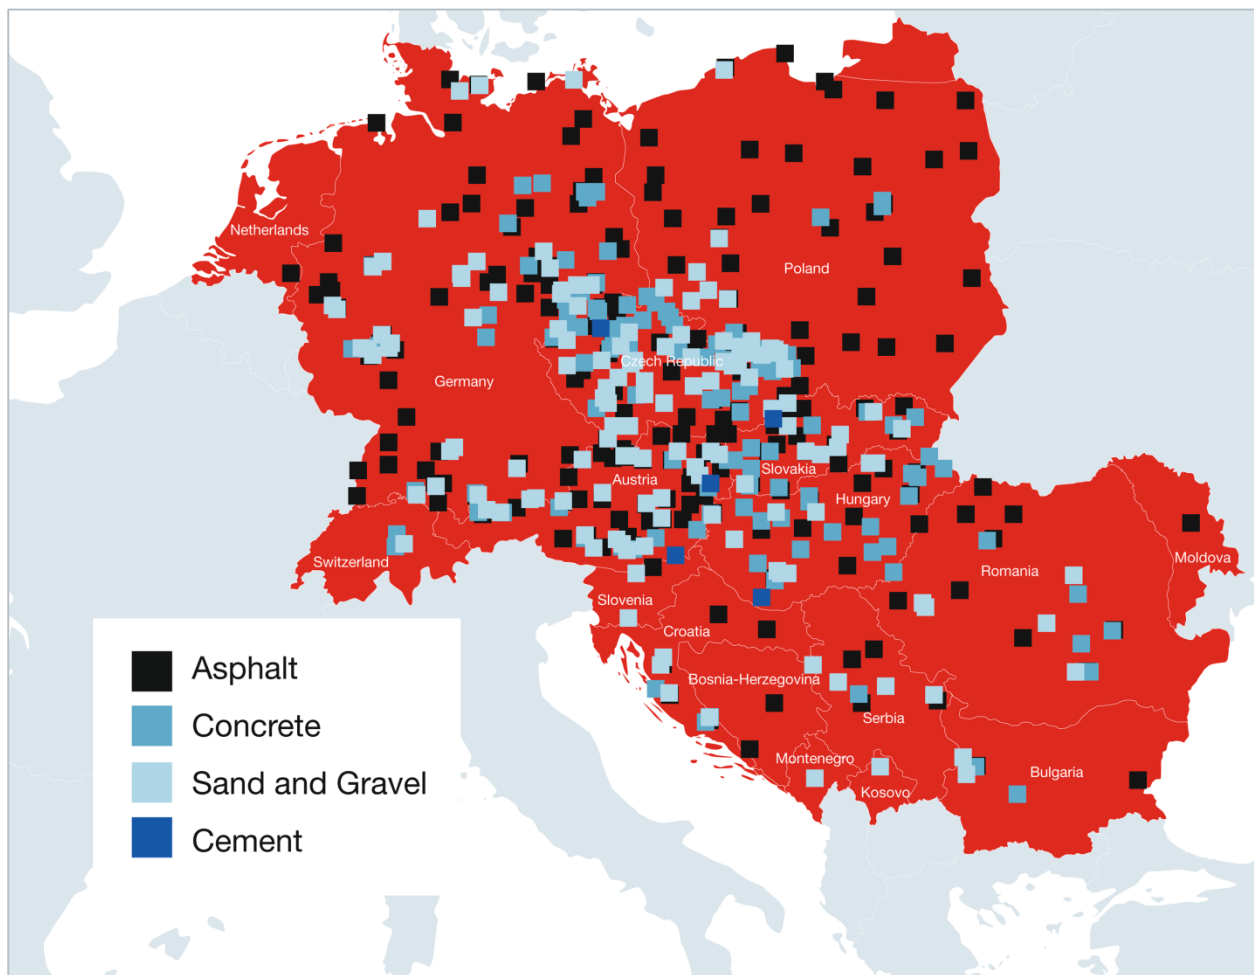 Netherlands
Poland
Germany
Czech Republic
Slovakia
Austria
Hungary
Switzerland
Romania
Moldova
Slovenia
Croatia
Bosnia-Herzegovina
Serbia
Montenegro
Kosovo
Bulgaria
Asphalt
Concrete
Sand and Gravel
Cement